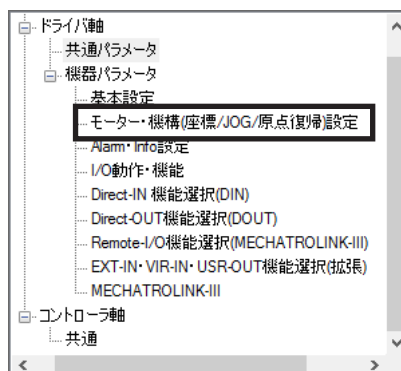 ドライバ軸
共通パラメータ
機器パラメータ
基本設定
モーター・機構(座標/JOG/原点復帰)設定
Alarm・Info設定
I/O動作・機能
Direct-IN 機能選択(DIN)
Direct-OUT機能選択(DOUT)
Remote-I/O機能選択(MECHATROLINK-III)
EXT-IN・VIR-IN・USR-OUT機能選択(拡張)
MECHATROLINK-III
コントローラ軸
共通